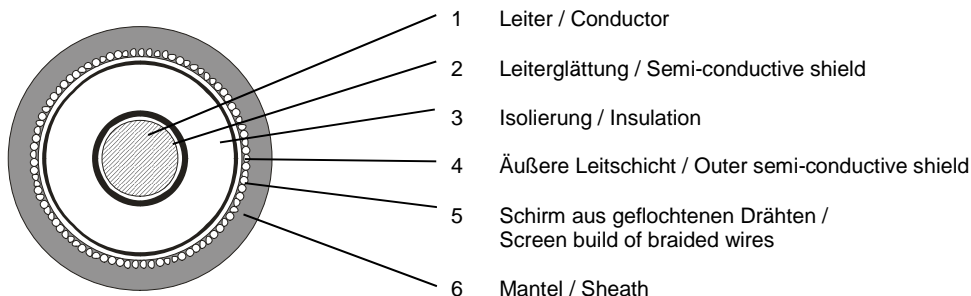 1 Leiter / Conductor
2 Leiterglättung / Semi-conductive shield
3 Isolierung / Insulation
4 Äußere Leitschicht / Outer semi-conductive shield
5 Schirm aus geflochtenen Drähten /
Screen build of braided wires
6 Mantel / Sheath